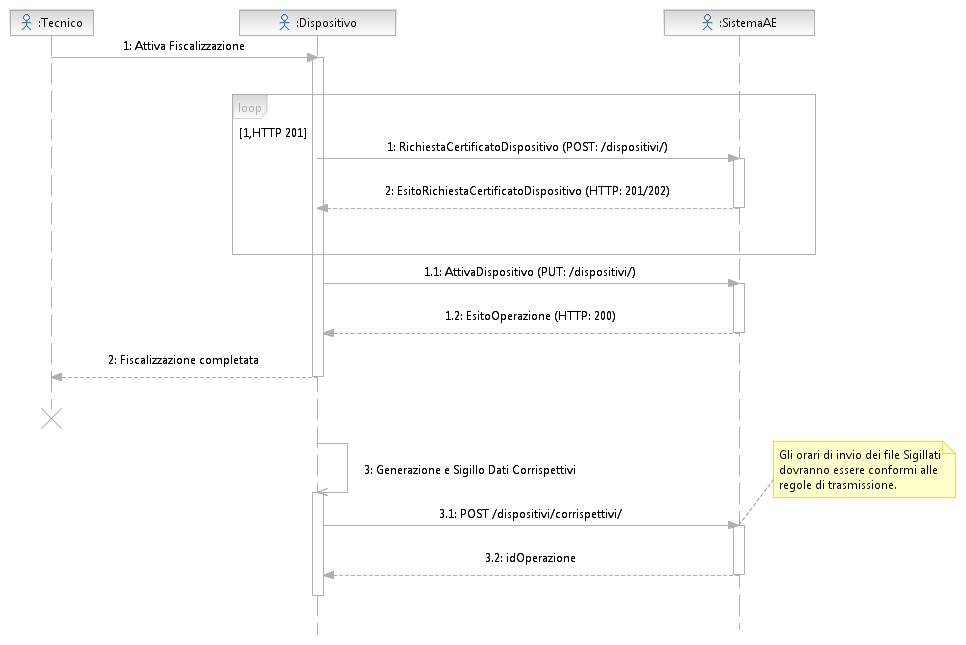 :Tecnico
:Dispositivo
:SistemaAE
1: Attiva Fiscalizzazione
loop
[1,HTTP 201]
1: RichiestaCertificatoDispositivo (POST: /dispositivi/)
2: EsitoRichiestaCertificatoDispositivo (HTTP: 201/202)
1.1: AttivaDispositivo (PUT: /dispositivi/)
1.2: EsitoOperazione (HTTP: 200)
2: Fiscalizzazione completata
Gli orari di invio dei file Sigillati
dovranno essere conformi alle
regole di trasmissione.
3: Generazione e Sigillo Dati Corrispettivi
3.1: POST /dispositivi/corrispettivi/
3.2: idOperazione